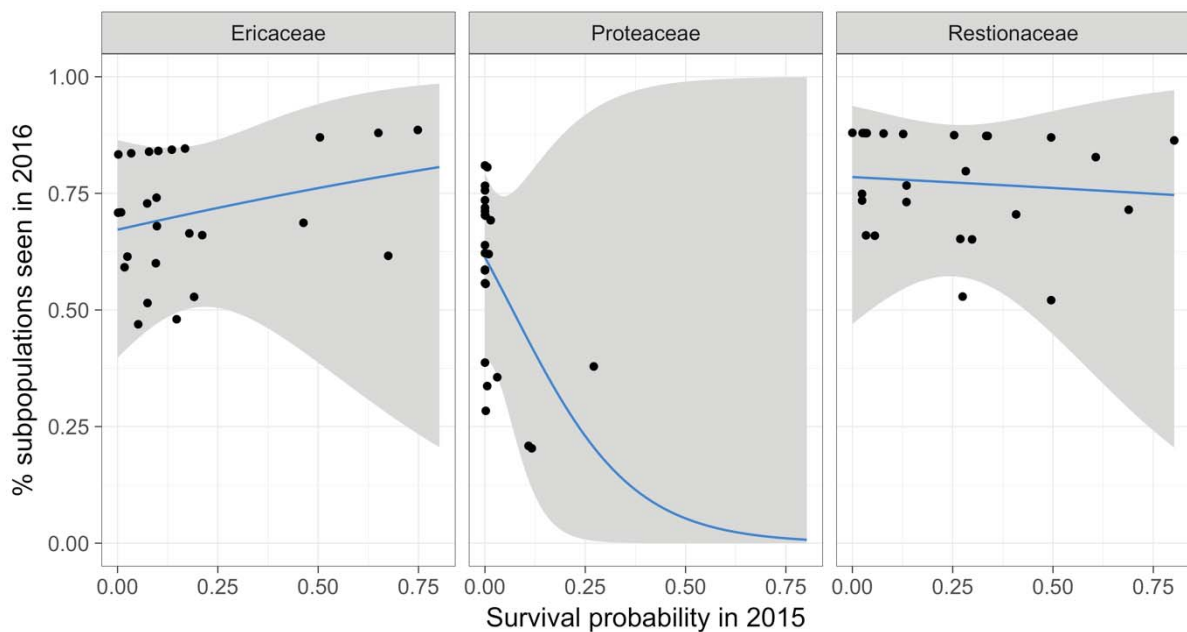 Ericaceae Proteaceae Restionaceae
1.00
0.75
0.50
0.25
0.00
% subpopulations seen in 2016
0.00 0.25 0.50 0.75 0.00 0.25 0.50 0.75 0.00 0.25 0.50 0.75
Survival probability in 2015